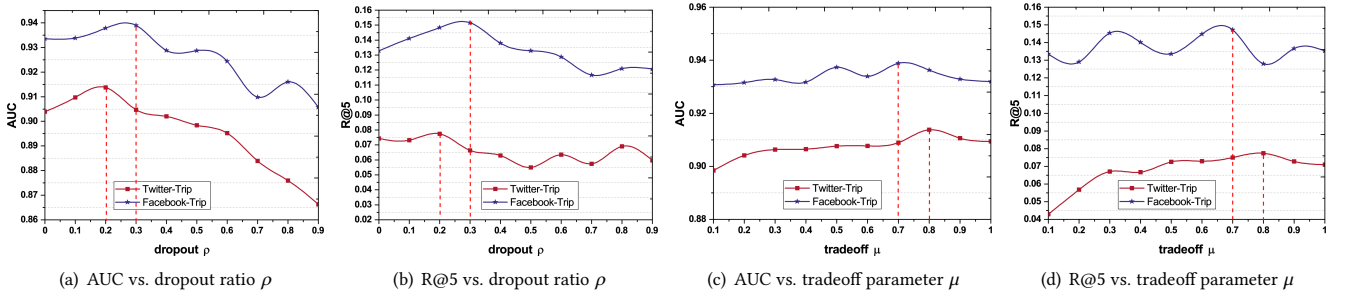 0.94
0.93
0.92
0.91
0.90
0.89
0.88
0.87
0.86
AUC
Twitter-Trip
Facebook-Trip
0 0.1 0.2 0.3 0.4 0.5 0.6 0.7 0.8 0.9
dropout ρ
(a) AUC vs. dropout ratio ρ
0.16
0.15
0.14
0.13
0.12
0.11
0.10
0.09
0.08
0.07
0.06
0.05
0.04
0.03
0.02
R@5
Twitter-Trip
Facebook-Trip
0 0.1 0.2 0.3 0.4 0.5 0.6 0.7 0.8 0.9
dropout ρ
(b) R@5 vs. dropout ratio ρ
0.96
0.94
0.92
0.90
0.88
AUC
Twitter-Trip
Facebook-Trip
0.1 0.2 0.3 0.4 0.5 0.6 0.7 0.8 0.9 1
tradeoff μ
(c) AUC vs. tradeoff parameter μ
0.16
0.15
0.14
0.13
0.12
0.11
0.10
0.09
0.08
0.07
0.06
0.05
0.04
R@5
Twitter-Trip
Facebook-Trip
0.1 0.2 0.3 0.4 0.5 0.6 0.7 0.8 0.9 1
tradeoff μ
(d) R@5 vs. tradeoff parameter μ